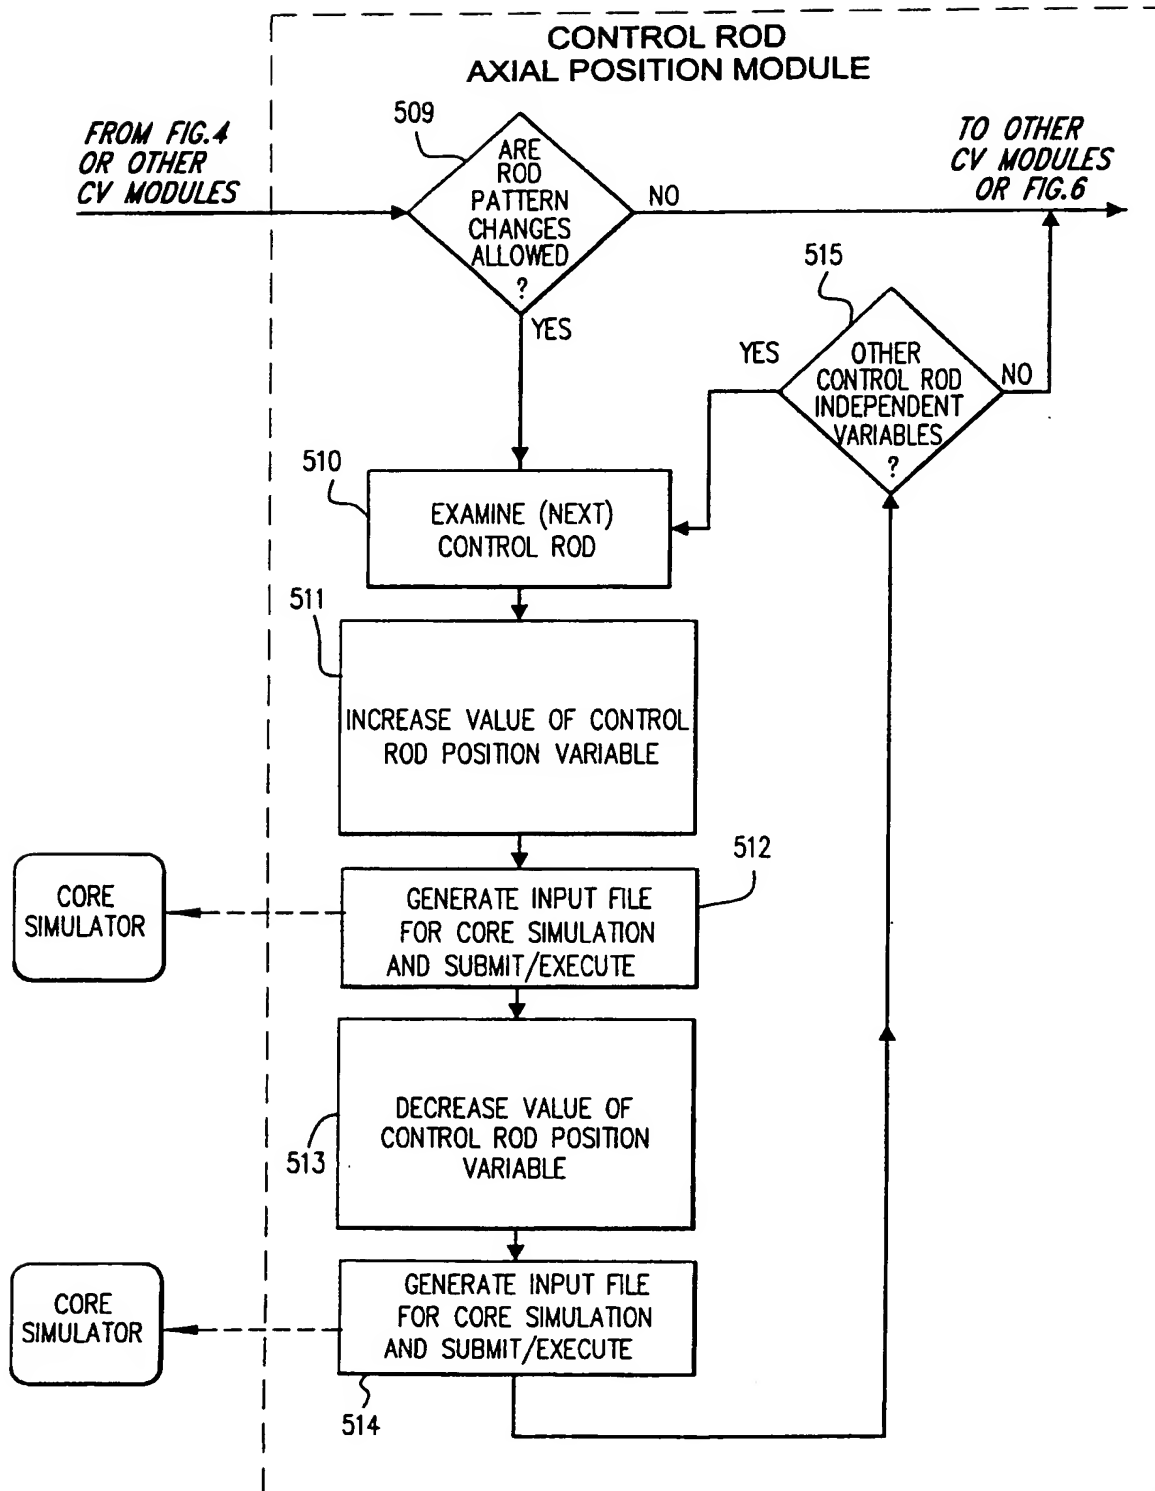 CONTROL ROD
AXIAL POSITION MODULE
FROM FIG.4
OR OTHER
CV MODULES
509
ARE
ROD
PATTERN
CHANGES
ALLOWED
?
NO
YES
TO OTHER
CV MODULES
OR FIG.6
515
OTHER
CONTROL ROD
INDEPENDENT
VARIABLES
?
YES
NO
510
EXAMINE (NEXT)
CONTROL ROD
511
INCREASE VALUE OF CONTROL
ROD POSITION VARIABLE
512
GENERATE INPUT FILE
FOR CORE SIMULATION
AND SUBMIT/EXECUTE
CORE
SIMULATOR
513
DECREASE VALUE OF
CONTROL ROD POSITION
VARIABLE
GENERATE INPUT FILE
FOR CORE SIMULATION
AND SUBMIT/EXECUTE
514
CORE
SIMULATOR